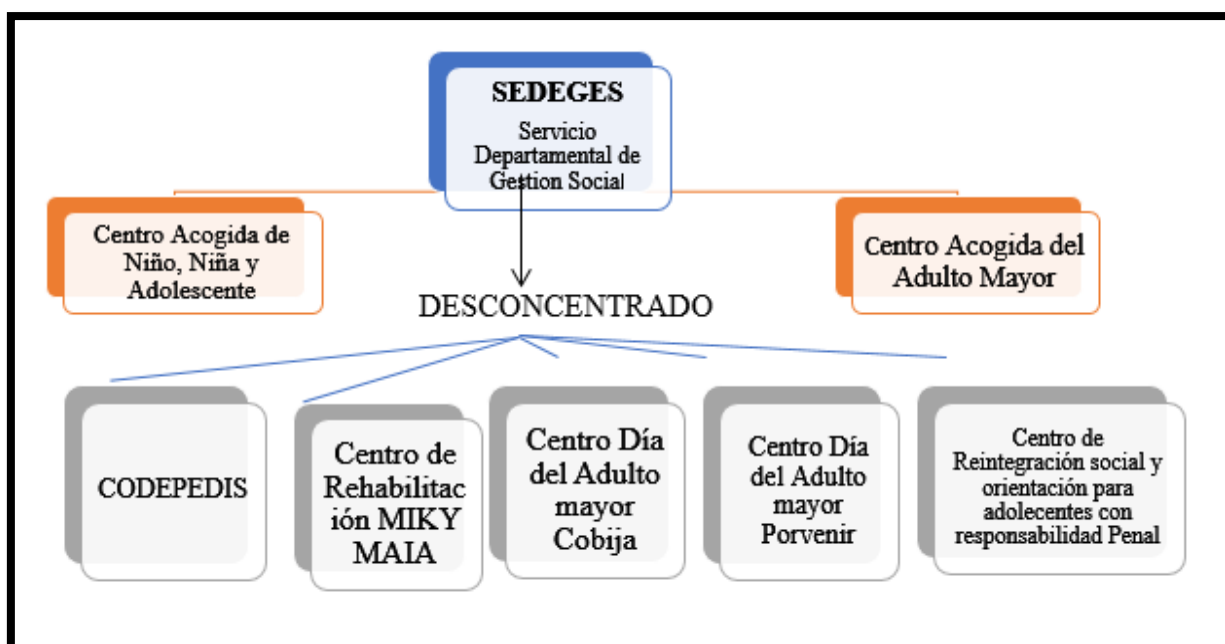 SEDEGES
Servicio
Departamental de
Gestion Social
Centro Acogida de
Niño, Niña y
Adolescente
Centro Acogida del
Adulto Mayor
DESCONCENTRADO
CODEPEDIS
Centro de
Rehabilitac
ión MIKY
MAIA
Centro Día
del Adulto
mayor
Cobija
Centro Día
del Adulto
mayor
Porvenir
Centro de
Reintegración social y
orientación para
adolecentes con
responsabilidad Penal